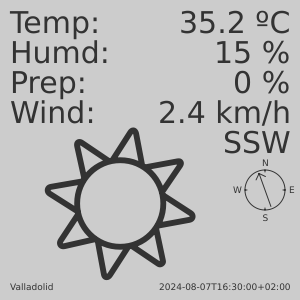 Temp: 35.2 ºC
Humd: 15 %
Prep: 0 %
Wind: 2.4 km/h
SSW
N
W E
S
Valladolid 2024-08-07T16:30:00+02:00